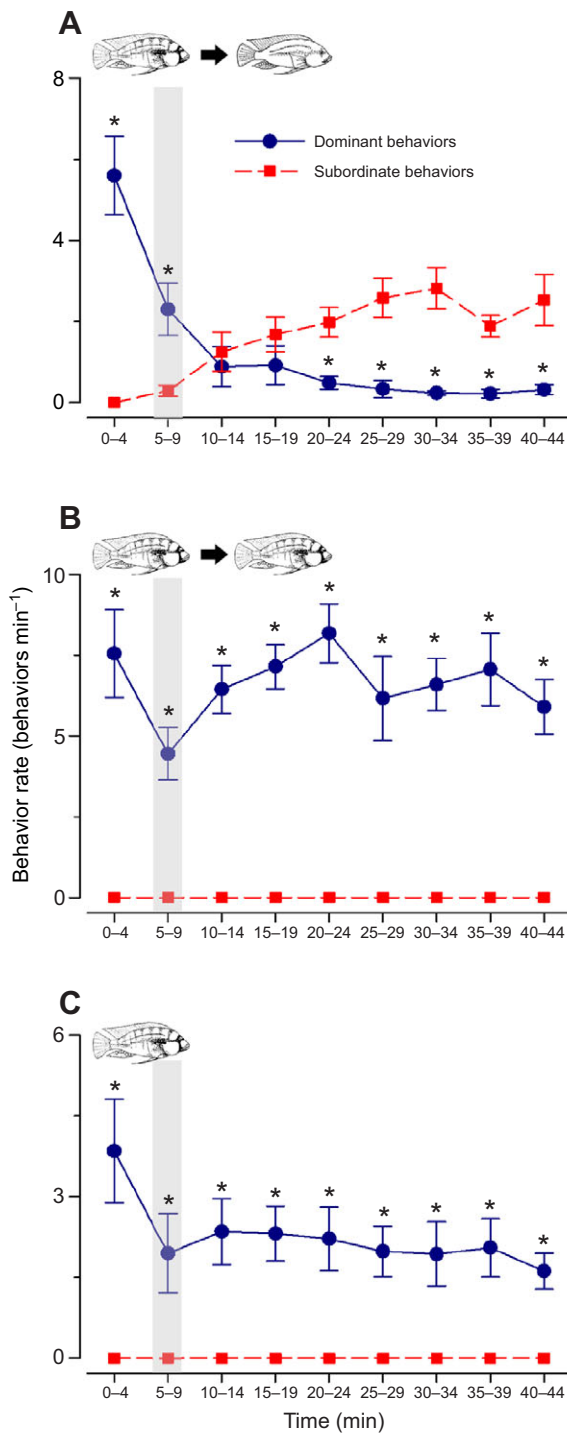 A
8
Dominant behaviors
Subordinate behaviors
4
0
0–4 5–9 10–14 15–19 20–24 25–29 30–34 35–39 40–44
B
10
5
0
Behavior rate (behaviors min–1)
0–4 5–9 10–14 15–19 20–24 25–29 30–34 35–39 40–44
C
6
3
0
0–4 5–9 10–14 15–19 20–24 25–29 30–34 35–39 40–44
Time (min)